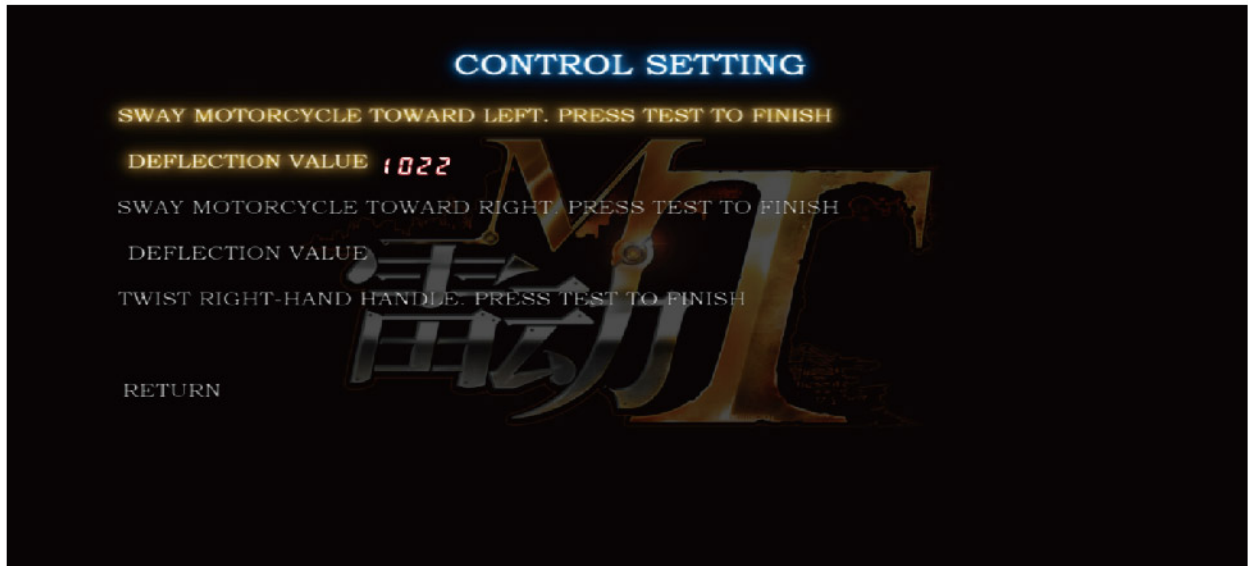 CONTROL SETTING
SWAY MOTORCYCLE TOWARD LEFT. PRESS TEST TO FINISH
DEFLECTION VALUE 1022
SWAY MOTORCYCLE TOWARD RIGHT. PRESS TEST TO FINISH
DEFLECTION VALUE
TWIST RIGHT-HAND HANDLE. PRESS TEST TO FINISH
RETURN
MT
雷动